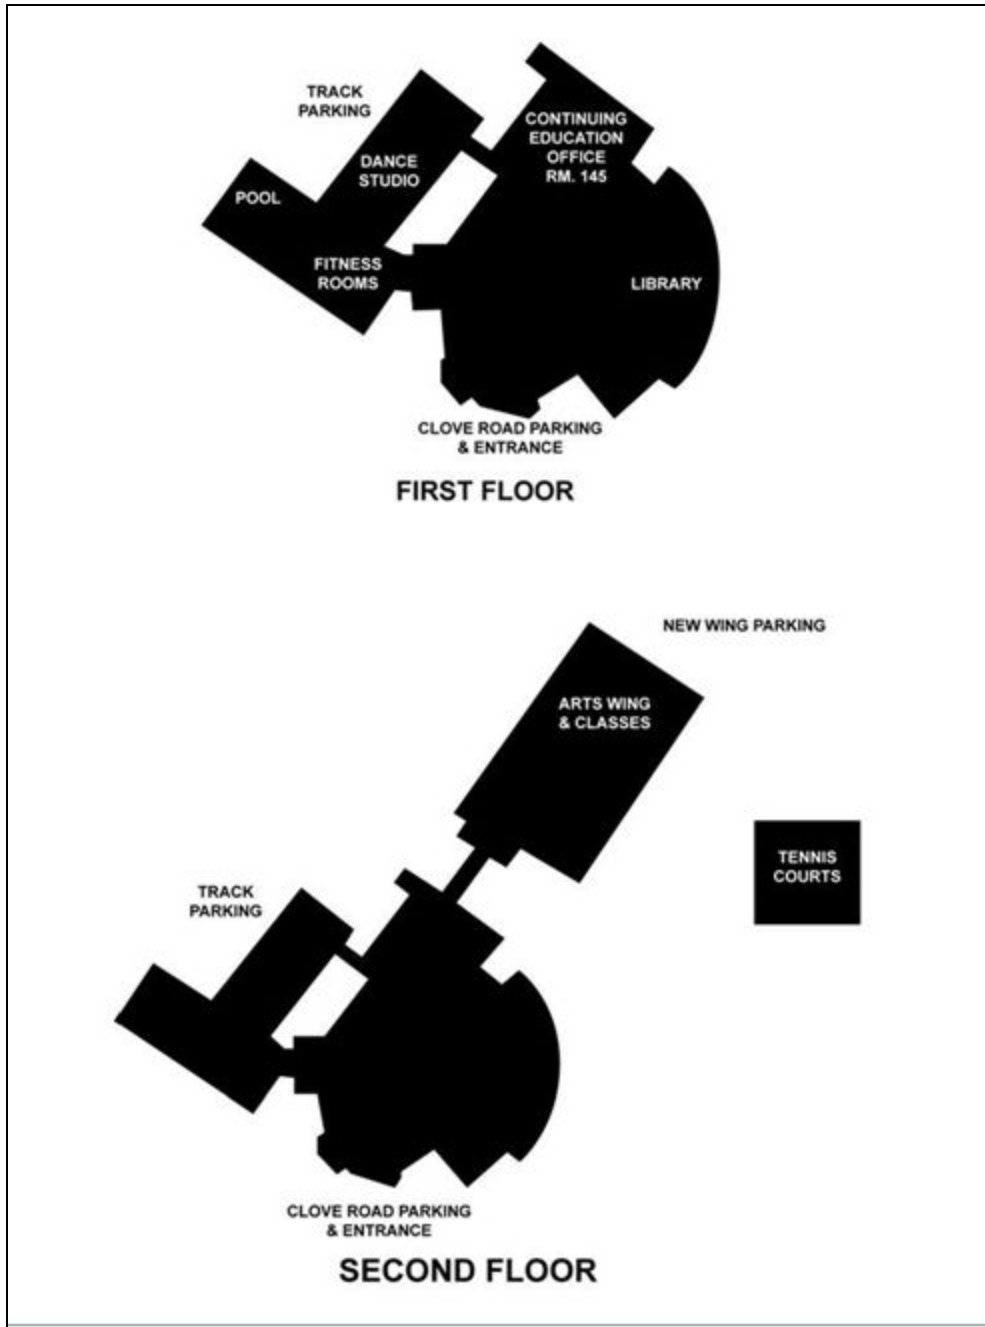 TRACK
PARKING
CONTINUING
EDUCATION
OFFICE
RM. 145
DANCE
STUDIO
POOL
FITNESS
ROOMS
LIBRARY
CLOVE ROAD PARKING
& ENTRANCE
FIRST FLOOR
NEW WING PARKING
ARTS WING
& CLASSES
TENNIS
COURTS
TRACK
PARKING
CLOVE ROAD PARKING
& ENTRANCE
SECOND FLOOR